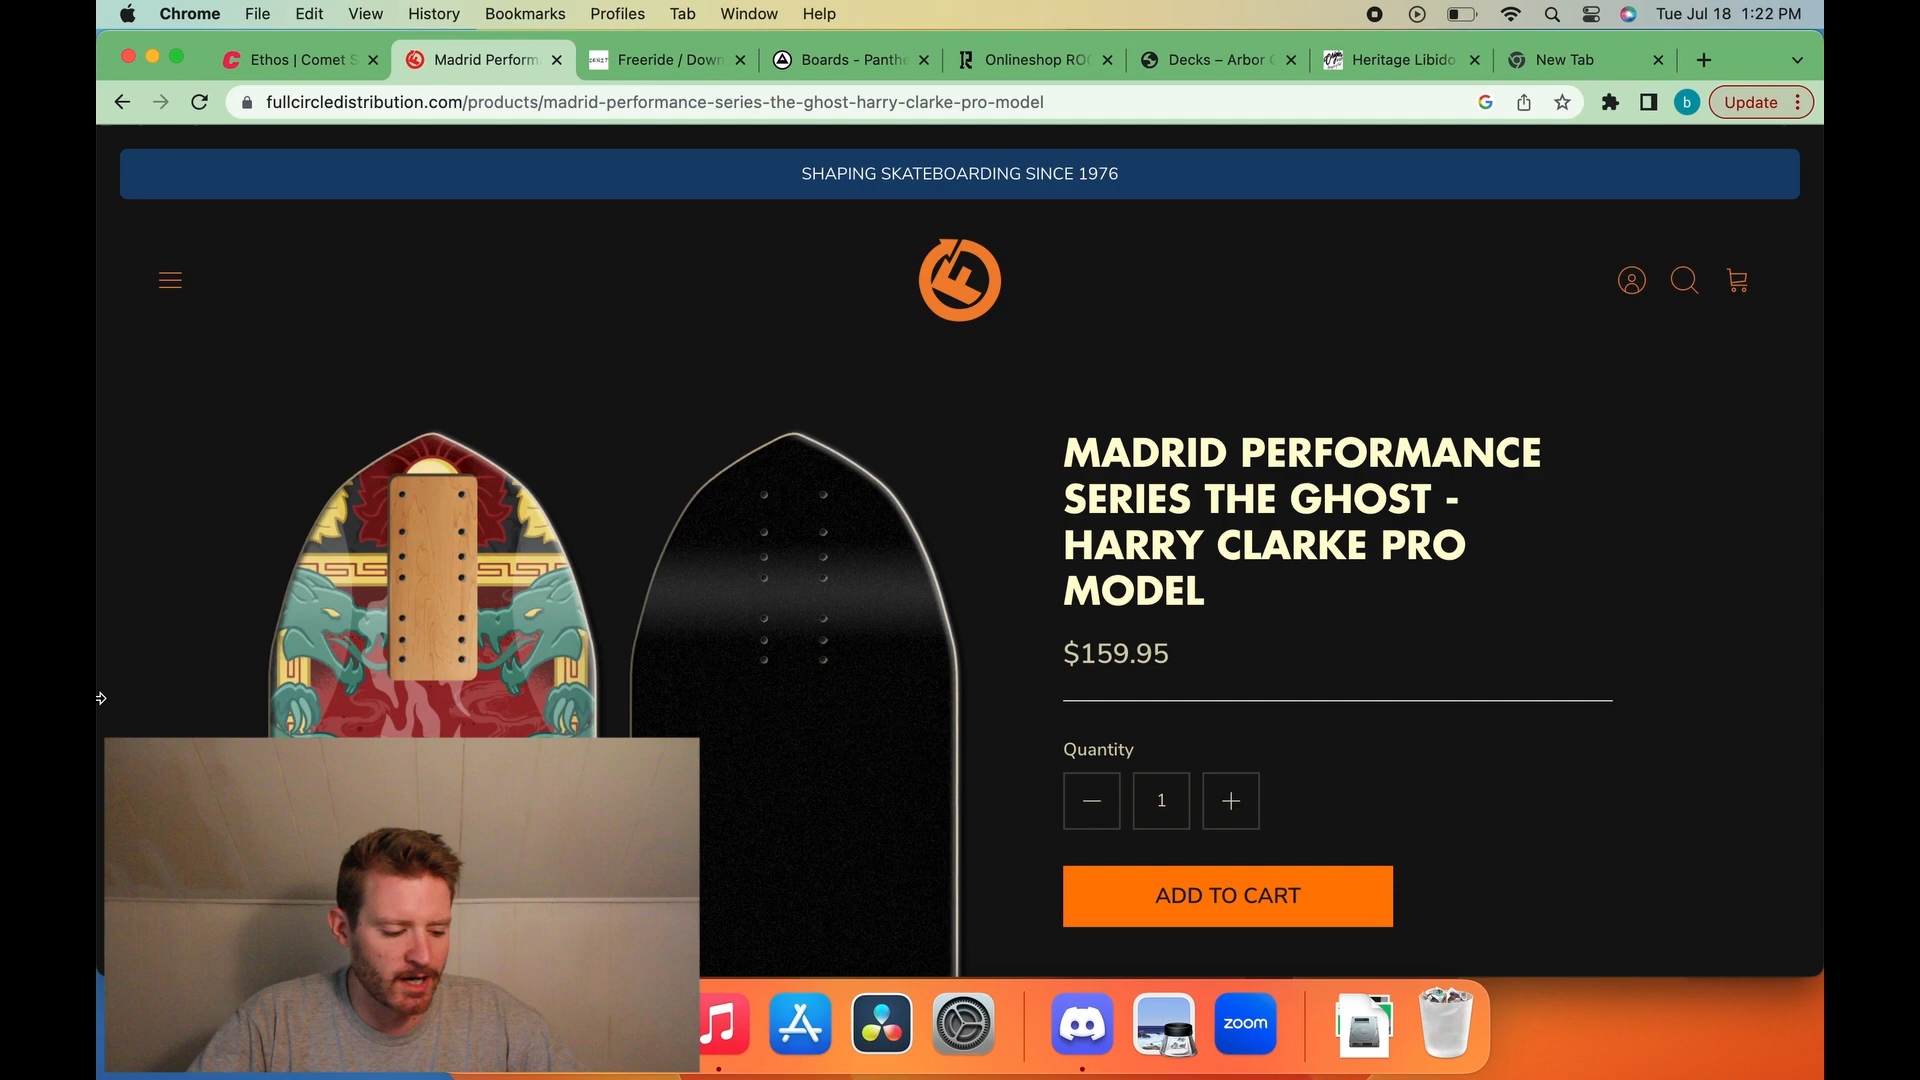 Chrome File Edit View History Bookmarks Profiles Tab Window Help Tue Jul 18 1:22 PM
Ethos | Comet S Madrid Perform Freeride / Down Boards - Panthe Onlineshop ROC Decks – Arbor C Heritage Libido New Tab
fullcircledistribution.com/products/madrid-performance-series-the-ghost-harry-clarke-pro-model b Update
SHAPING SKATEBOARDING SINCE 1976
MADRID PERFORMANCE
SERIES THE GHOST -
HARRY CLARKE PRO
MODEL
$159.95
Quantity
1
ADD TO CART
zoom